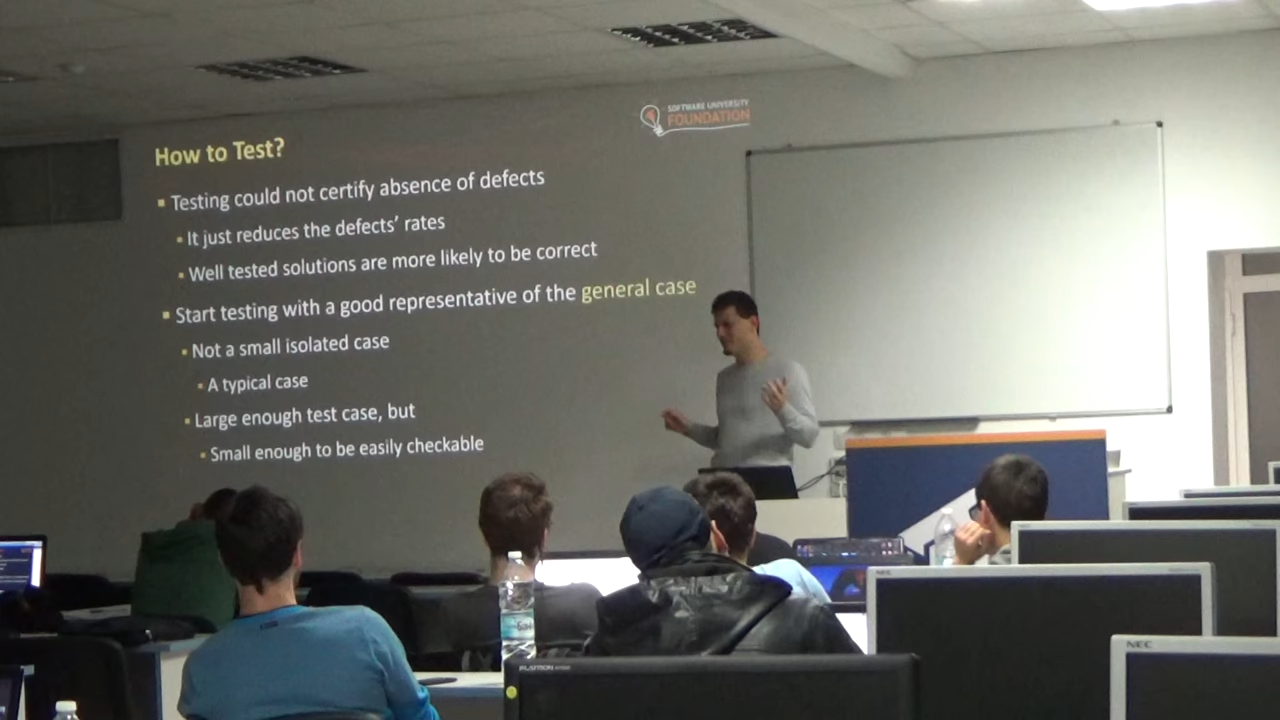 SOFTWARE UNIVERSITY
FOUNDATION
How to Test?
Testing could not certify absence of defects
It just reduces the defects' rates
Well tested solutions are more likely to be correct
Start testing with a good representative of the general case
Not a small isolated case
A typical case
Large enough test case, but
Small enough to be easily checkable
NEC
NEC
FLATRON